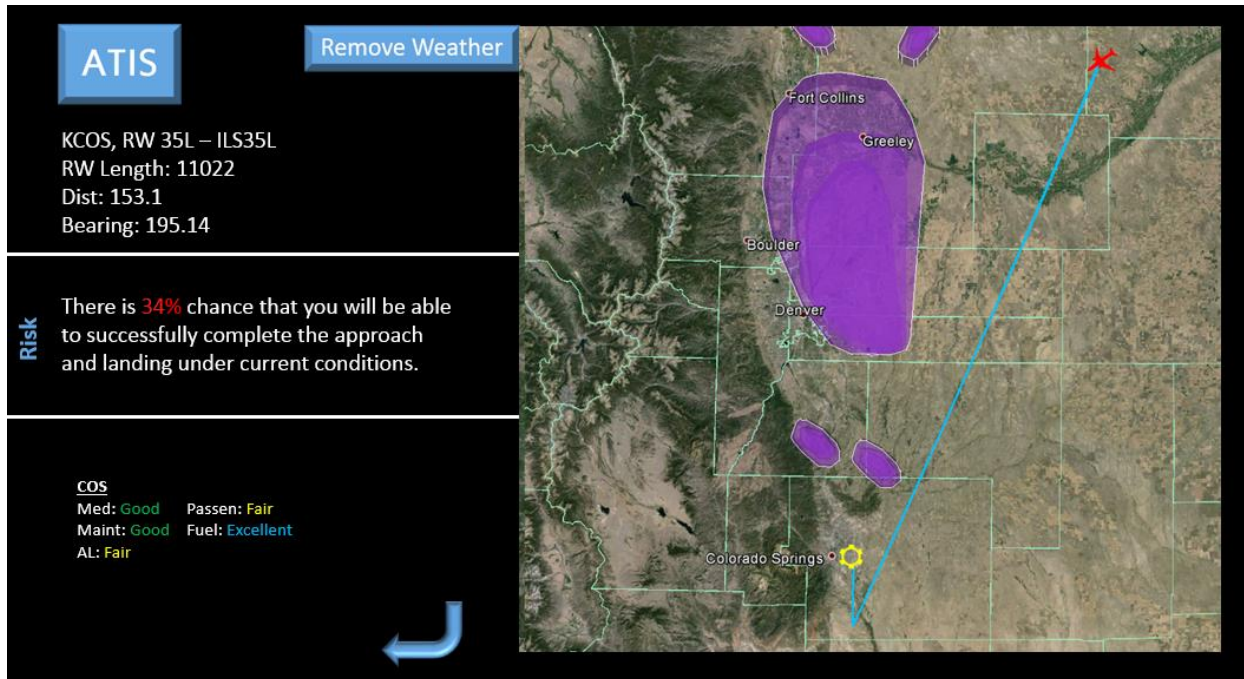 ATIS
Remove Weather
KCOS, RW 35L – ILS35L
RW Length: 11022
Dist: 153.1
Bearing: 195.14
Risk
There is 34% chance that you will be able
to successfully complete the approach
and landing under current conditions.
COS
Med: Good Passen: Fair
Maint: Good Fuel: Excellent
AL: Fair
Fort Collins
Greeley
Boulder
Denver
Colorado Springs